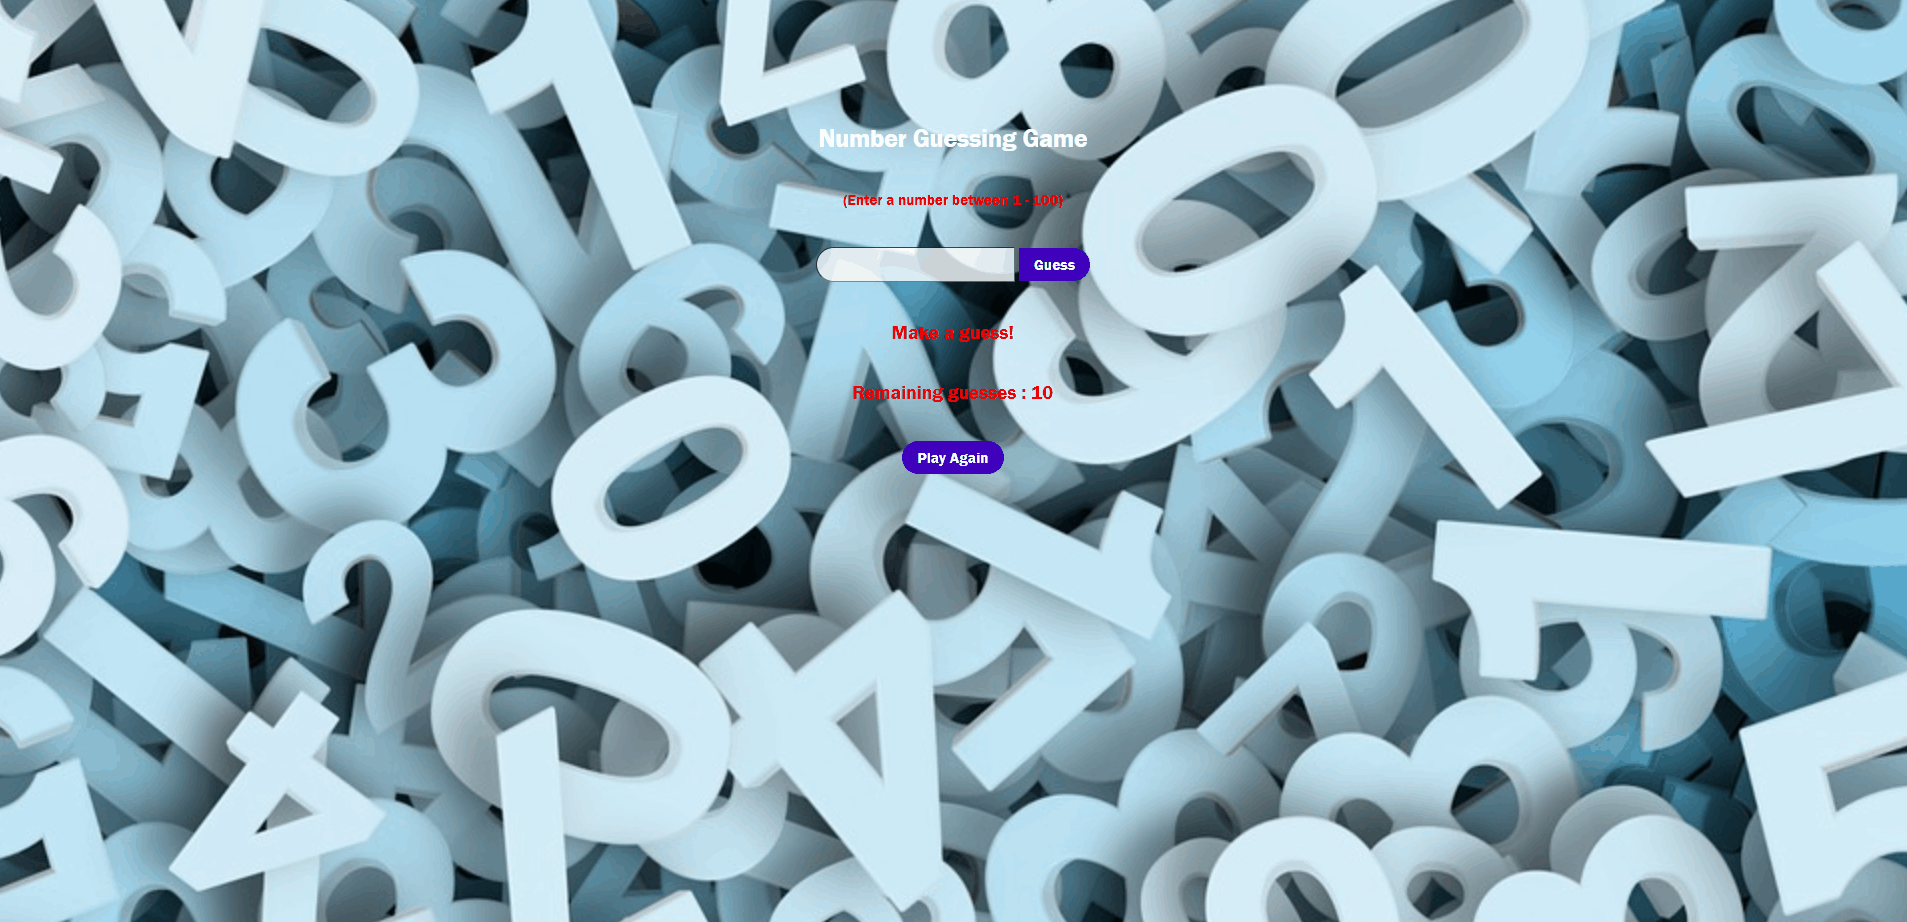 Number Guessing Game
(Enter a number between 1 - 100)
Guess
Make a guess!
Remaining guesses : 10
Play Again